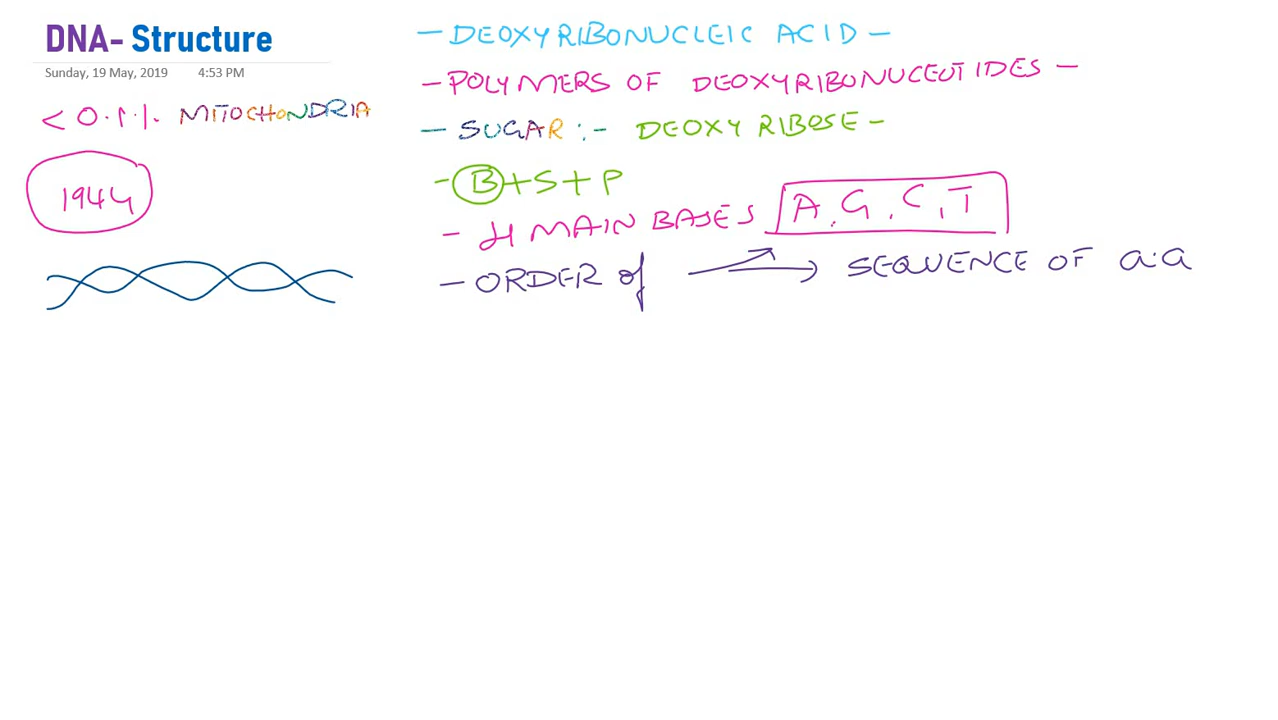 DNA- Structure
Sunday, 19 May, 2019 4:53 PM
< 0.1%. MITOCHONDRIA
1944
- DEOXYRIBONUCLEIC ACID -
- POLYMERS OF DEOXYRIBONUCEOTIDES -
- SUGAR :- DEOXY RIBOSE -
- B+S+P
- 4 MAIN BASES A, G, C, T
- ORDER of → SEQUENCE OF a.a